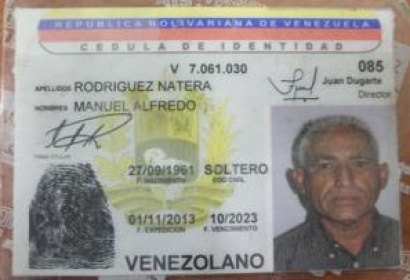 REPUBLICA BOLIVARIANA DE VENEZUELA
CEDULA DE IDENTIDAD
V 7.061.030
085
APELLIDOS RODRIGUEZ NATERA
Juan Dugarte
Director
NOMBRES MANUEL ALFREDO
FIRMA TITULAR
27/09/1961 SOLTERO
F. NACIMIENTO EDO CIVIL
01/11/2013 10/2023
F. EXPEDICION F. VENCIMIENTO
VENEZOLANO